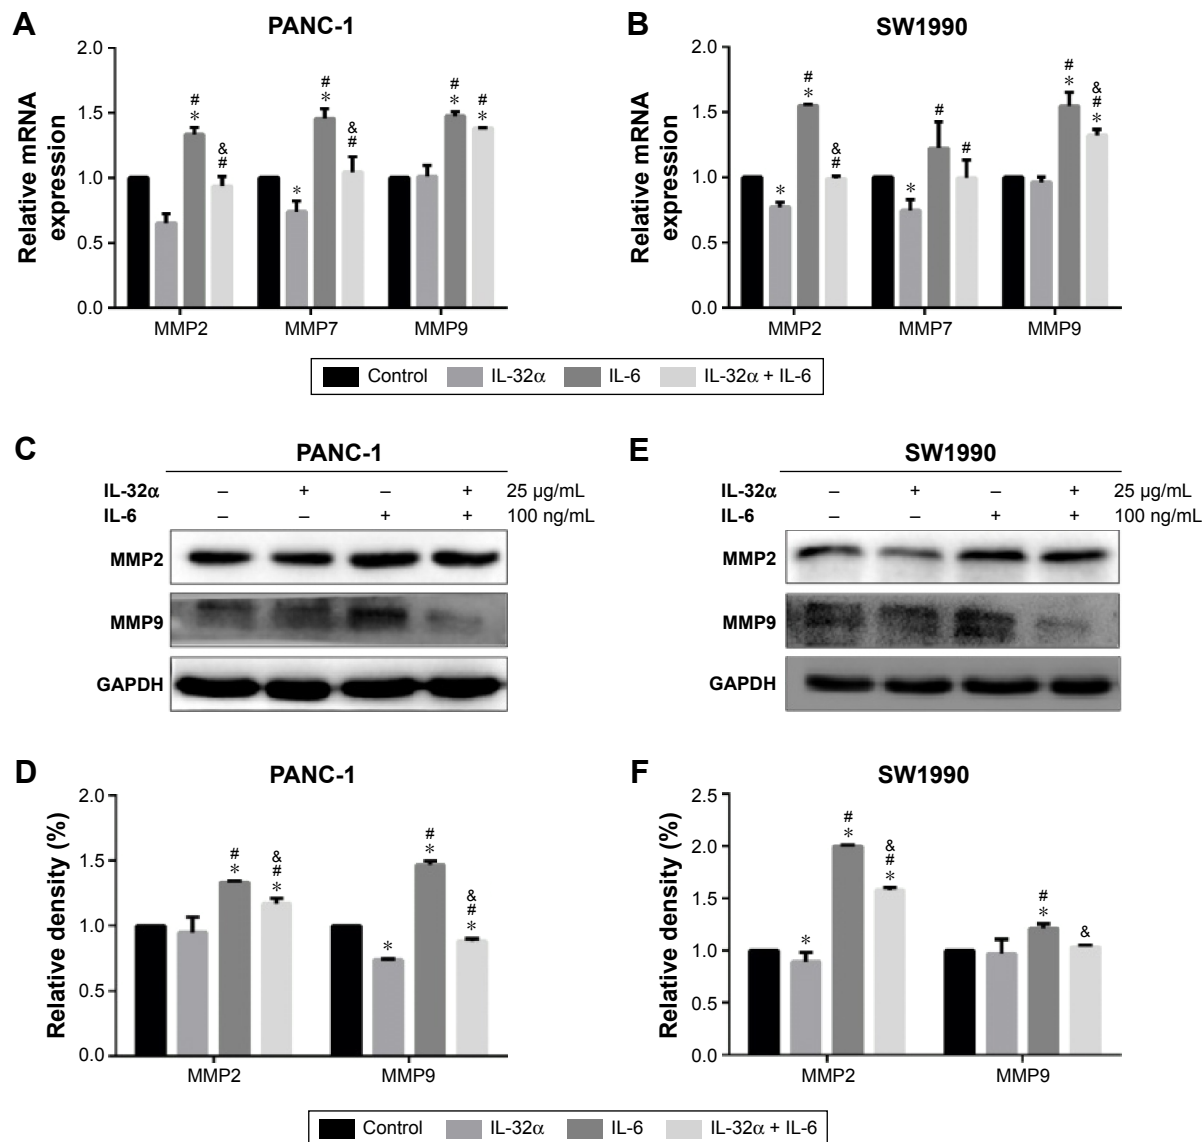 A
PANC-1
Relative mRNA
expression
2.0
1.5
1.0
0.5
0.0
#
*
&
#
*
#
*
&
#
#
*
#
*
MMP2
MMP7
MMP9
B
SW1990
Relative mRNA
expression
2.0
1.5
1.0
0.5
0.0
*
#
*
&
#
*
#
#
#
*
&
#
*
MMP2
MMP7
MMP9
Control IL-32α IL-6 IL-32α + IL-6
C
PANC-1
IL-32α – + – + 25 µg/mL
IL-6 – – + + 100 ng/mL
MMP2
MMP9
GAPDH
E
SW1990
IL-32α – + – + 25 µg/mL
IL-6 – – + + 100 ng/mL
MMP2
MMP9
GAPDH
D
PANC-1
Relative density (%)
2.0
1.5
1.0
0.5
0.0
#
*
&
#
*
*
#
*
&
#
*
MMP2
MMP9
F
SW1990
Relative density (%)
2.5
2.0
1.5
1.0
0.5
0.0
*
#
*
&
#
*
#
*
&
MMP2
MMP9
Control IL-32α IL-6 IL-32α + IL-6